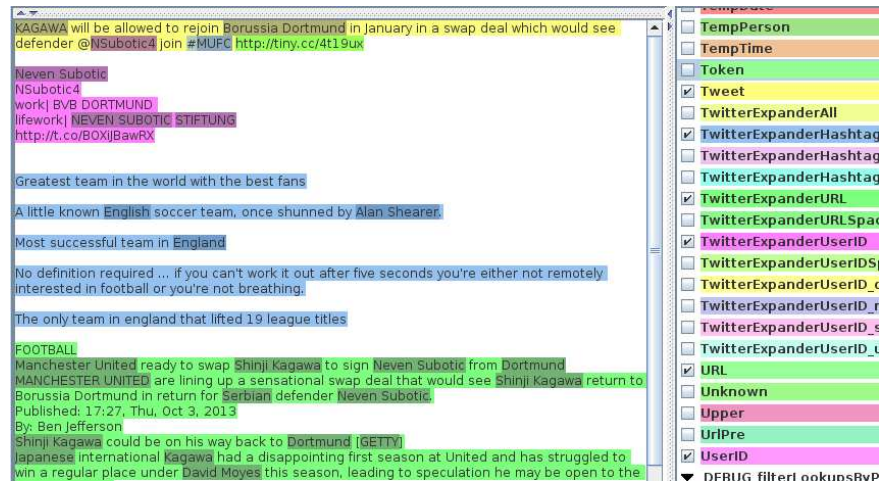 KAGAWA will be allowed to rejoin Borussia Dortmund in January in a swap deal which would see
defender @NSubotic4 join #MUFC http://tiny.cc/4t19ux
Neven Subotic
NSubotic4
work| BVB DORTMUND
lifework| NEVEN SUBOTIC STIFTUNG
http://t.co/BOXiJBawRX
Greatest team in the world with the best fans
A little known English soccer team, once shunned by Alan Shearer.
Most successful team in England
No definition required ... if you can't work it out after five seconds you're either not remotely
interested in football or you're not breathing.
The only team in england that lifted 19 league titles
FOOTBALL
Manchester United ready to swap Shinji Kagawa to sign Neven Subotic from Dortmund
MANCHESTER UNITED are lining up a sensational swap deal that would see Shinji Kagawa return to
Borussia Dortmund in return for Serbian defender Neven Subotic.
Published: 17:27, Thu, Oct 3, 2013
By: Ben Jefferson
Shinji Kagawa could be on his way back to Dortmund [GETTY]
Japanese international Kagawa had a disappointing first season at United and has struggled to
win a regular place under David Moyes this season, leading to speculation he may be open to the
TempDate
TempPerson
TempTime
Token
Tweet
TwitterExpanderAll
TwitterExpanderHashtag
TwitterExpanderHashtag
TwitterExpanderHashtag
TwitterExpanderURL
TwitterExpanderURLSpac
TwitterExpanderUserID
TwitterExpanderUserIDSp
TwitterExpanderUserID_
TwitterExpanderUserID_
TwitterExpanderUserID_s
TwitterExpanderUserID_u
URL
Unknown
Upper
UrlPre
UserID
DEBUG filterLookupsByP